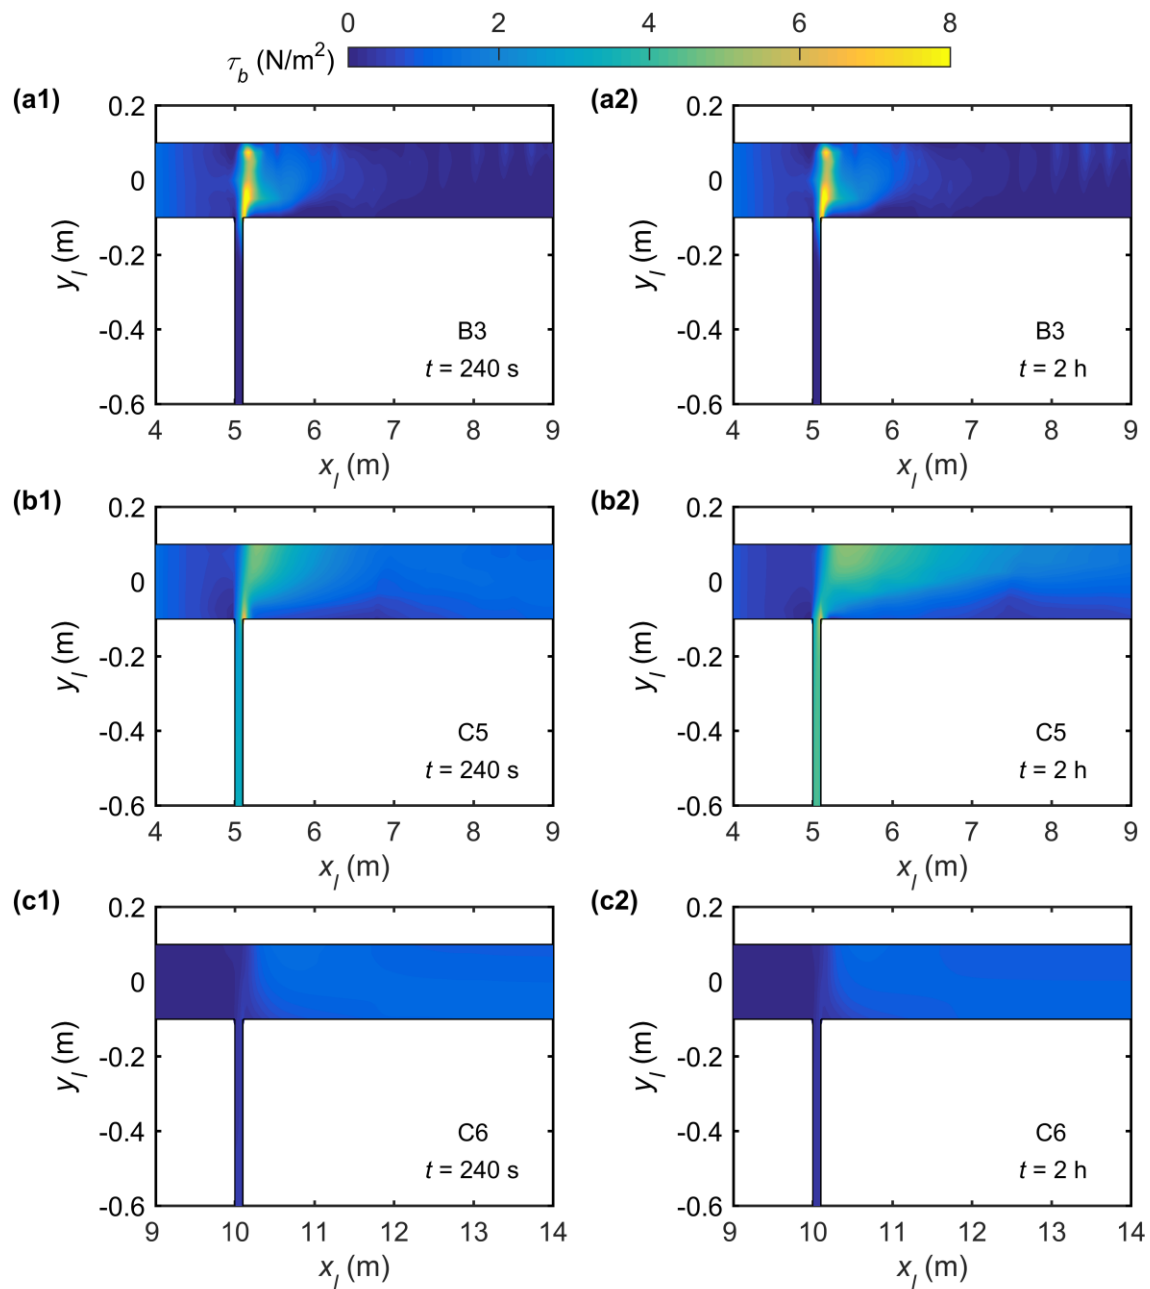 0 2 4 6 8
τb (N/m2)
(a1) (a2)
0.2 0.2
0 0
-0.2 -0.2
-0.4 -0.4
-0.6 -0.6
yl (m) yl (m)
B3 B3
t = 240 s t = 2 h
4 5 6 7 8 9 4 5 6 7 8 9
xl (m) xl (m)
(b1) (b2)
0.2 0.2
0 0
-0.2 -0.2
-0.4 -0.4
-0.6 -0.6
yl (m) yl (m)
C5 C5
t = 240 s t = 2 h
4 5 6 7 8 9 4 5 6 7 8 9
xl (m) xl (m)
(c1) (c2)
0.2 0.2
0 0
-0.2 -0.2
-0.4 -0.4
-0.6 -0.6
yl (m) yl (m)
C6 C6
t = 240 s t = 2 h
9 10 11 12 13 14 9 10 11 12 13 14
xl (m) xl (m)